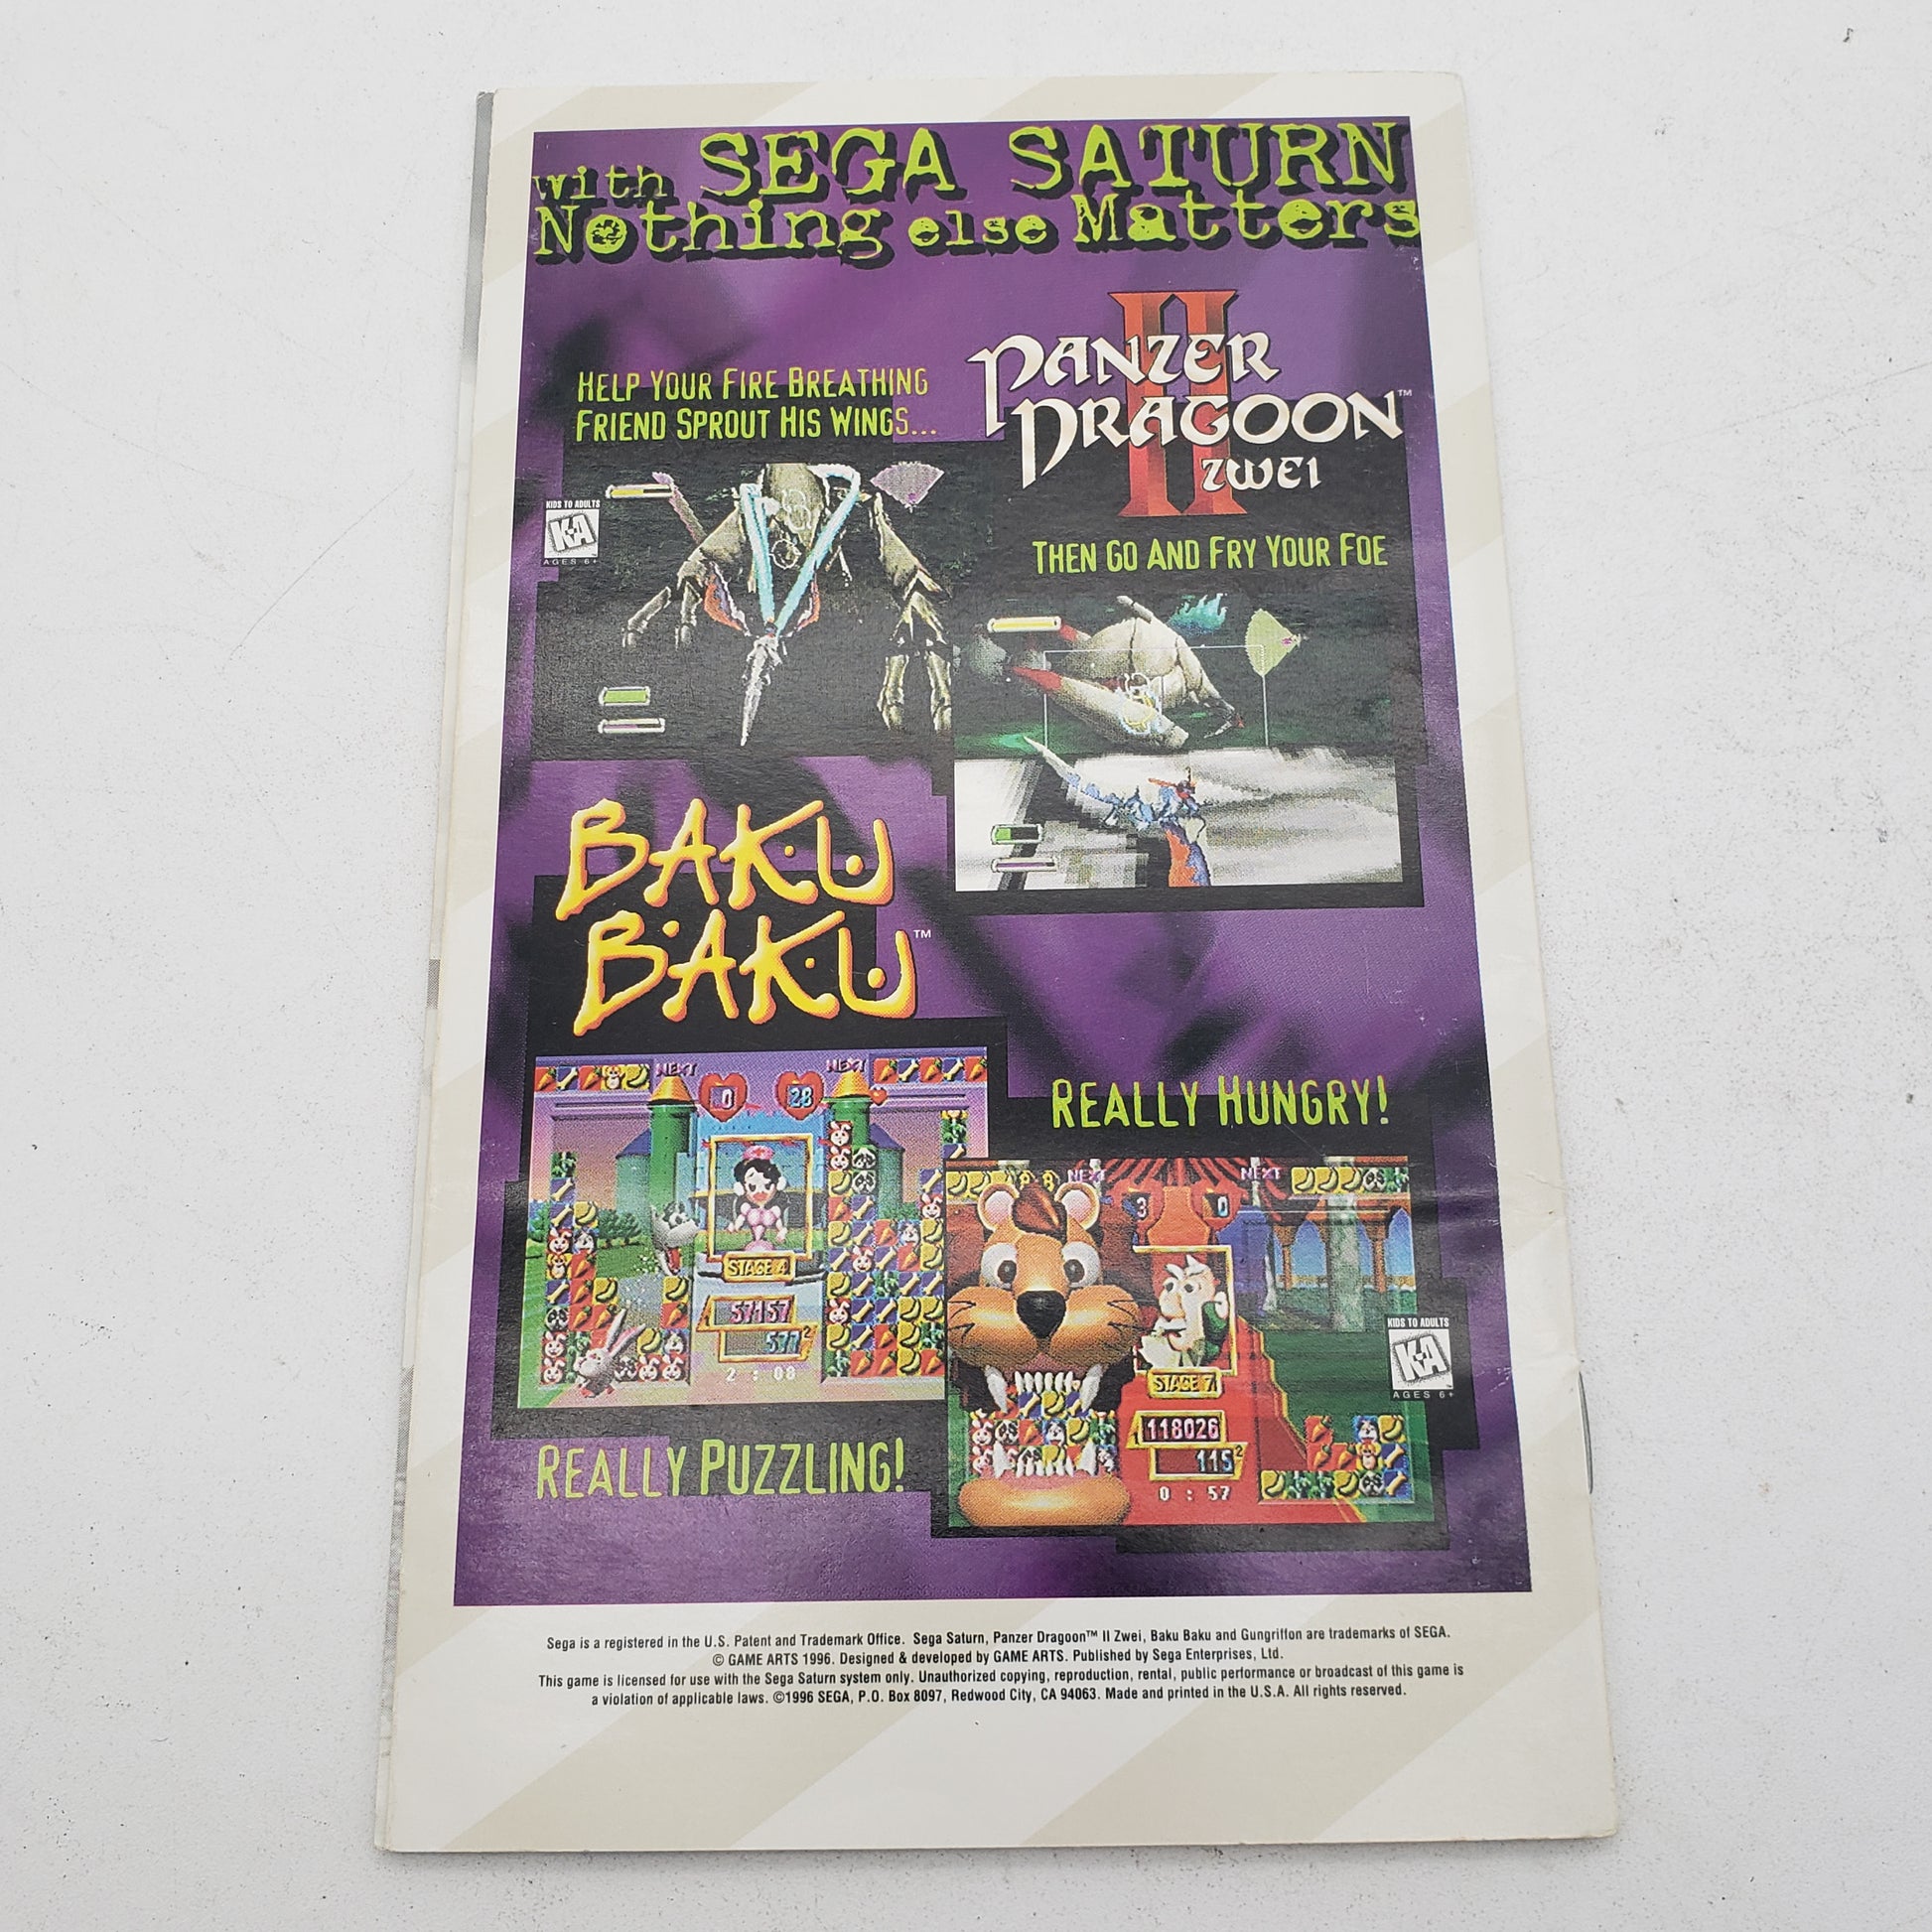 with SEGA SATURN
Nothing else Matters
II
PANZER
DRAGOON™
ZWEI
HELP YOUR FIRE BREATHING
FRIEND SPROUT HIS WINGS...
KIDS TO ADULTS
K-A
AGES 6+
THEN GO AND FRY YOUR FOE
BAKU
BAKU™
NEXT
NEXT
0
28
STAGE 4
57157
577²
2 : 08
REALLY HUNGRY!
NEXT
NEXT
3
0
STAGE 7
118026
115²
0 : 57
KIDS TO ADULTS
K-A
AGES 6+
REALLY PUZZLING!
Sega is a registered in the U.S. Patent and Trademark Office. Sega Saturn, Panzer Dragoon™ II Zwei, Baku Baku and Gungriffon are trademarks of SEGA.
© GAME ARTS 1996. Designed & developed by GAME ARTS. Published by Sega Enterprises, Ltd.
This game is licensed for use with the Sega Saturn system only. Unauthorized copying, reproduction, rental, public performance or broadcast of this game is
a violation of applicable laws. ©1996 SEGA, P.O. Box 8097, Redwood City, CA 94063. Made and printed in the U.S.A. All rights reserved.